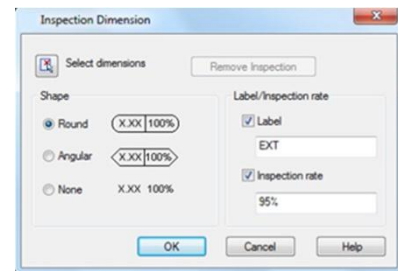 Inspection Dimension
Select dimensions
Remove Inspection
Shape
Round
X.XX 100%
Angular
X.XX 100%
None
X.XX 100%
Label/Inspection rate
Label
EXT
Inspection rate
95%
OK
Cancel
Help